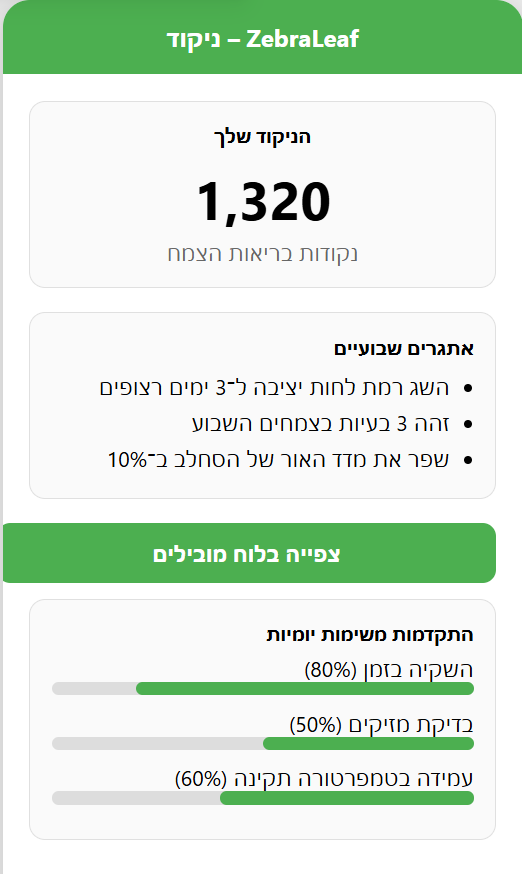 ZebraLeaf – ניקוד
הניקוד שלך
1,320
נקודות בריאות הצמח
אתגרים שבועיים
• השג רמת לחות יציבה ל־3 ימים רצופים
• זהה 3 בעיות בצמחים השבוע
• שפר את מדד האור של הסחלב ב־10%
צפייה בלוח מובילים
התקדמות משימות יומיות
השקיה בזמן (80%)
בדיקת מזיקים (50%)
עמידה בטמפרטורה תקינה (60%)